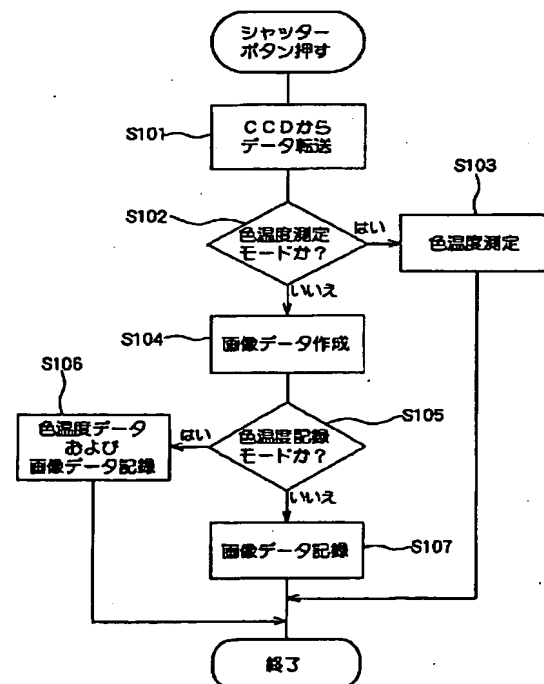 シャッター
ボタン押す
S101
CCDから
データ転送
S102
色温度測定
モードか?
はい
S103
色温度測定
いいえ
S104
画像データ作成
S105
色温度記録
モードか?
はい
S106
色温度データ
および
画像データ記録
いいえ
画像データ記録
S107
終了